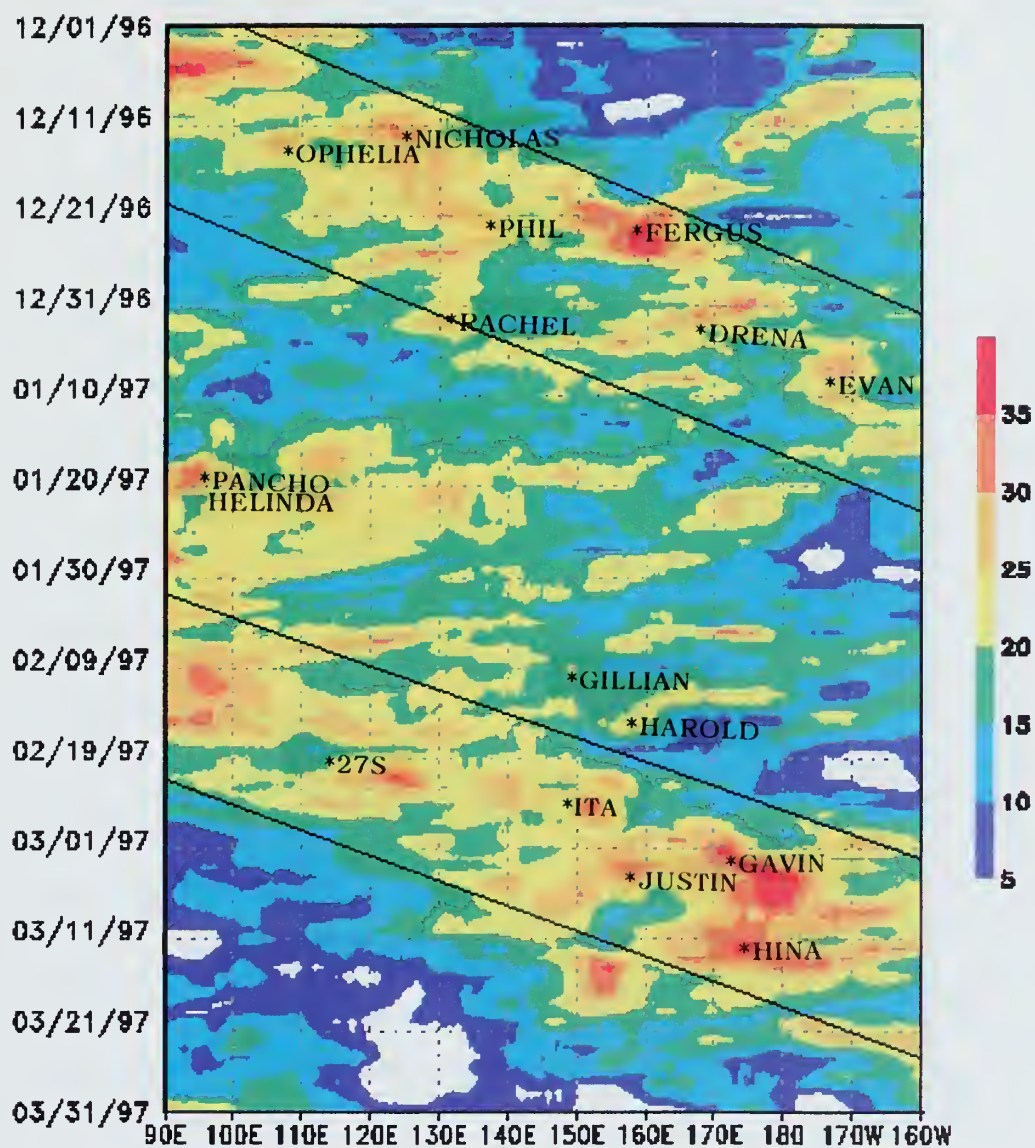 12/01/96
12/11/96
*NICHOLAS
*OPHELIA
12/21/96
*PHIL
*FERGUS
12/31/96
*RACHEL
*DRENA
01/10/97
*EVAN
01/20/97
*PANCHO
HELINDA
01/30/97
02/09/97
*GILLIAN
*HAROLD
02/19/97
*27S
*ITA
03/01/97
*GAVIN
*JUSTIN
03/11/97
*HINA
03/21/97
03/31/97
90E 100E 110E 120E 130E 140E 150E 160E 170E 180 170W 160W
35
30
25
20
15
10
5